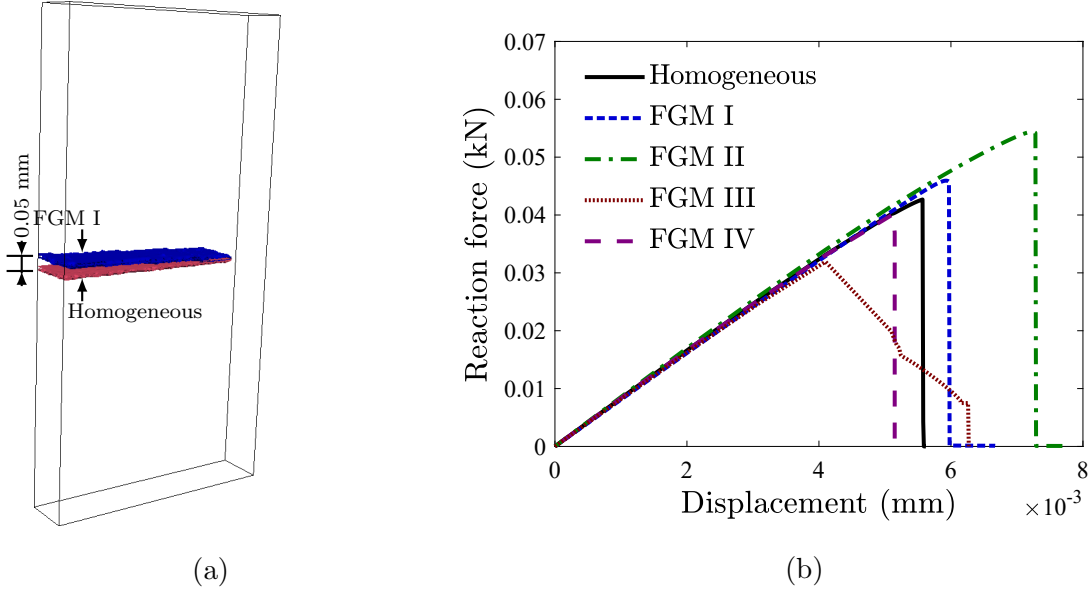 0.05 mm
FGM I
Homogeneous
(a)
Reaction force (kN)
0.07
0.06
0.05
0.04
0.03
0.02
0.01
0
Homogeneous
FGM I
FGM II
FGM III
FGM IV
0 2 4 6 8
Displacement (mm)
×10⁻³
(b)